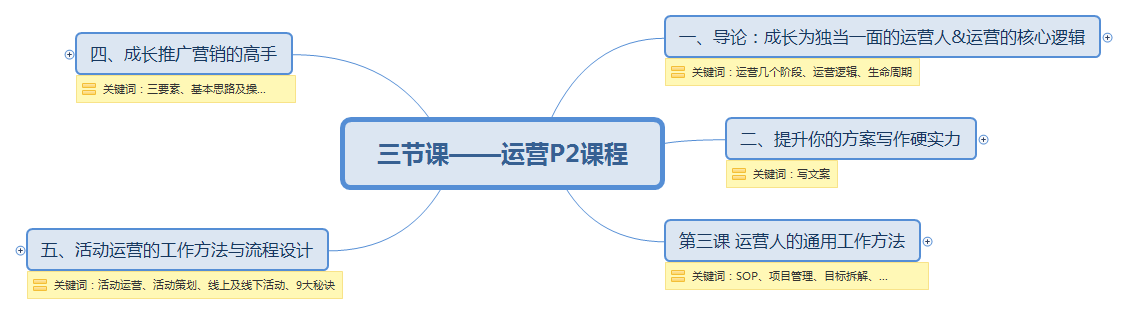 三节课——运营P2课程
一、导论：成长为独当一面的运营人&运营的核心逻辑
关键词：运营几个阶段、运营逻辑、生命周期
二、提升你的方案写作硬实力
关键词：写文案
第三课 运营人的通用工作方法
关键词：SOP、项目管理、目标拆解、...
四、成长推广营销的高手
关键词：三要素、基本思路及操...
五、活动运营的工作方法与流程设计
关键词：活动运营、活动策划、线上及线下活动、9大秘诀